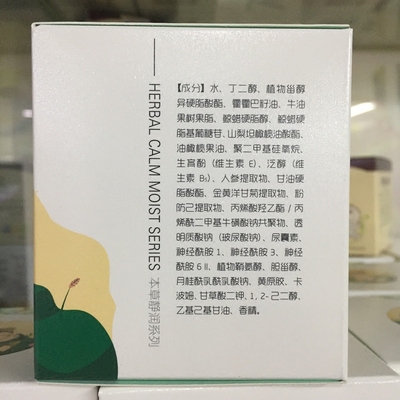 【成分】水、丁二醇、植物甾醇
异硬脂酸酯、霍霍巴籽油、牛油
果树果脂、鲸蜡硬脂醇、鲸蜡硬
脂基葡糖苷、山梨坦橄榄油酸酯、
油橄榄果油、聚二甲基硅氧烷、
生育酚(维生素 E)、泛醇(维
生素 B₅)、人参提取物、甘油硬
脂酸酯、金黄洋甘菊提取物、粉
防己提取物、丙烯酸羟乙酯/丙
烯酰二甲基牛磺酸钠共聚物、透
明质酸钠(玻尿酸钠)、尿囊素、
神经酰胺 1、神经酰胺 3、神经
酰胺 6 II、植物鞘氨醇、胆甾醇、
月桂酰乳酰乳酸钠、黄原胶、卡
波姆、甘草酸二钾、1, 2-己二醇、
乙基己基甘油、香精。
HERBAL CALM MOIST SERIES 本草静润系列